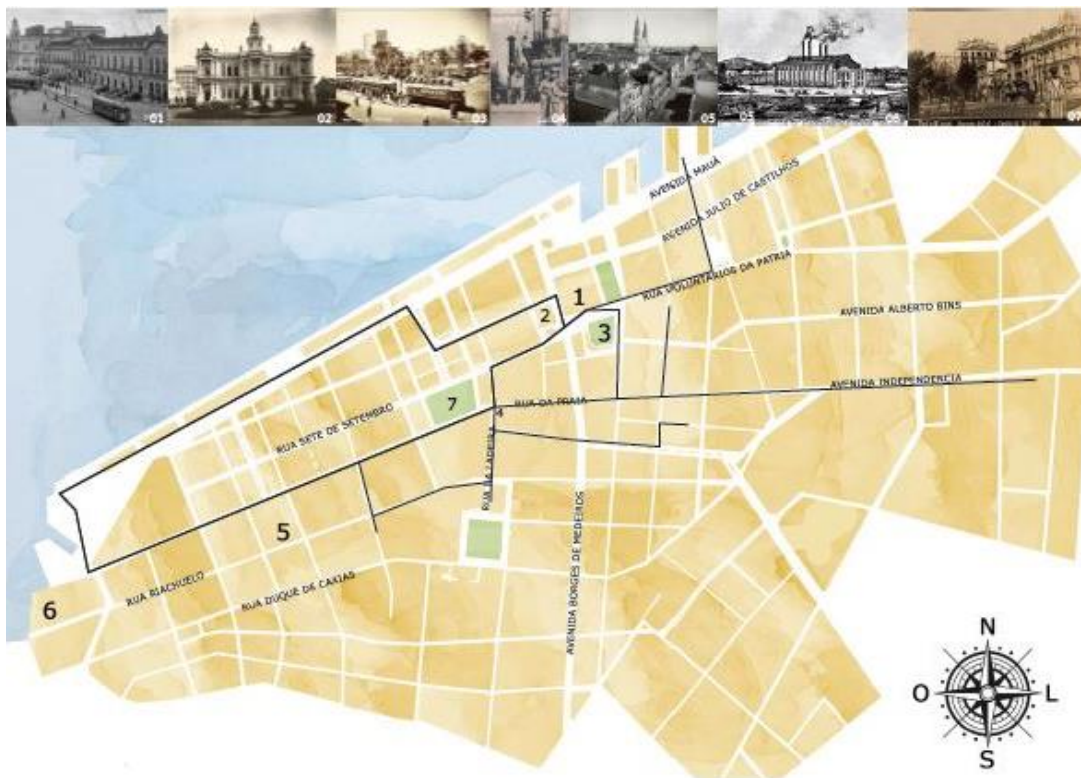 01
02
03
04
05
06
07
AVENIDA MAUÁ
AVENIDA JULIO DE CASTILHOS
RUA VOLUNTÁRIOS DA PATRIA
1
2
3
AVENIDA ALBERTO BINS
AVENIDA INDEPENDENCIA
RUA DA PRAIA
7
4
RUA SETE DE SETEMBRO
RUA DA LADEIRA
5
AVENIDA BORGES DE MEDEIROS
RUA RIACHUELO
RUA DUQUE DE CAXIAS
6
N
O
L
S